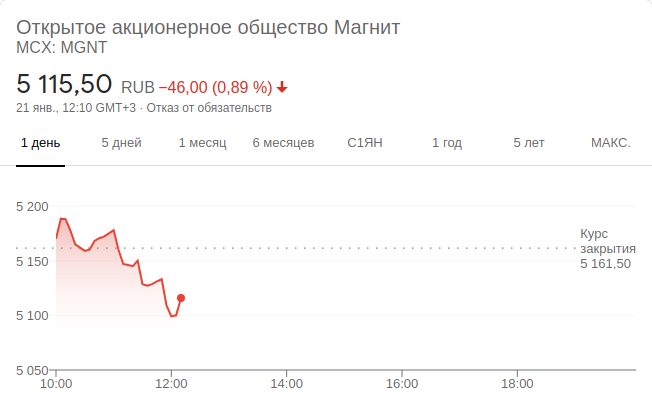 Открытое акционерное общество Магнит
MCX: MGNT
5 115,50 RUB −46,00 (0,89 %)
21 янв., 12:10 GMT+3 · Отказ от обязательств
1 день 5 дней 1 месяц 6 месяцев С1ЯН 1 год 5 лет МАКС.
5 200
Курс
закрытия
5 161,50
5 150
5 100
5 050
10:00 12:00 14:00 16:00 18:00